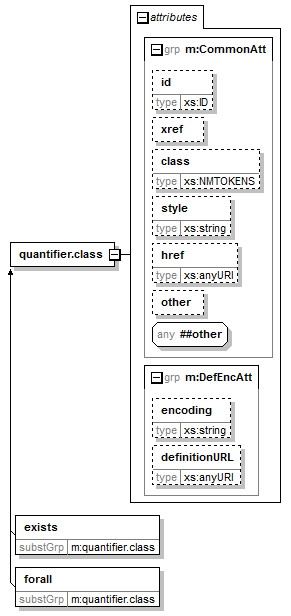 attributes
grp m:CommonAtt
id
type xs:ID
xref
class
type xs:NMTOKENS
style
type xs:string
quantifier.class
href
type xs:anyURI
other
any ##other
grp m:DefEncAtt
encoding
type xs:string
definitionURL
type xs:anyURI
exists
substGrp m:quantifier.class
forall
substGrp m:quantifier.class